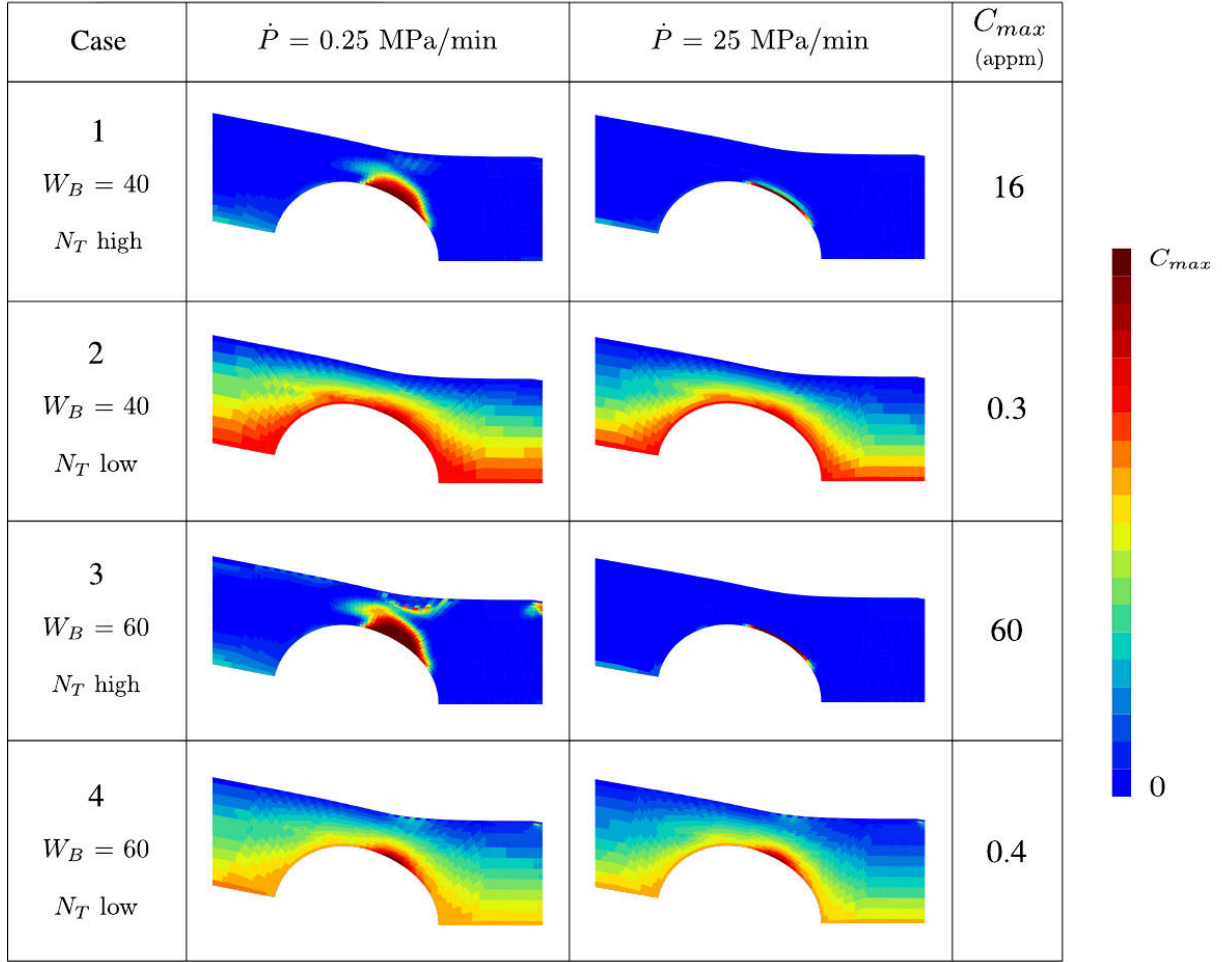 Case
Ṗ = 0.25 MPa/min
Ṗ = 25 MPa/min
C_max
(appm)
1
W_B = 40
N_T high
16
2
W_B = 40
N_T low
0.3
3
W_B = 60
N_T high
60
4
W_B = 60
N_T low
0.4
C_max
0